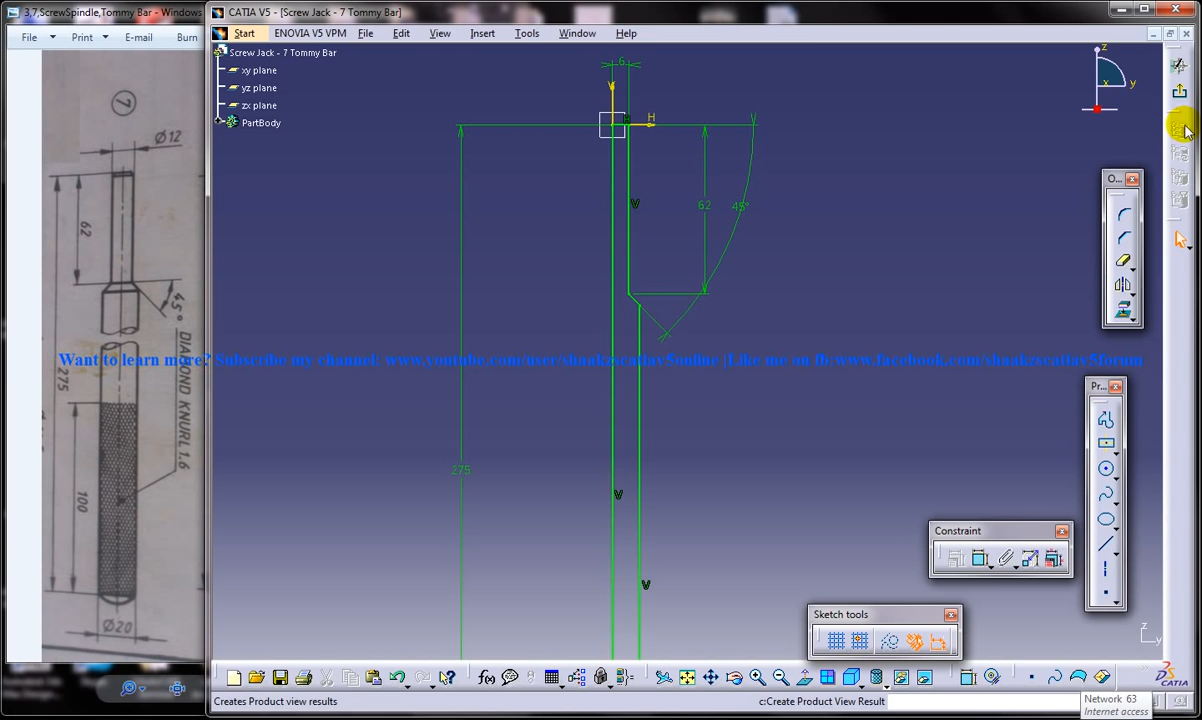 3,7,ScrewSpindle,Tommy Bar - Windows
File Print E-mail Burn
7
Ø12
62
45°
DIAMOND KNURL 1.6
275
100
Ø20
CATIA V5 - [Screw Jack - 7 Tommy Bar]
Start ENOVIA V5 VPM File Edit View Insert Tools Window Help
Screw Jack - 7 Tommy Bar
xy plane
yz plane
zx plane
PartBody
6
V
H
V
V
62
45°
275
V
V
z
x
y
O...
Pr...
Constraint
Sketch tools
z
y
Want to learn more? Subscribe my channel: www.youtube.com/user/shaakzscatiav5online |Like me on fb:www.facebook.com/shaakzscatiav5forum
f(x)
CATIA
Network 63
Internet access
Creates Product view results
c:Create Product View Result